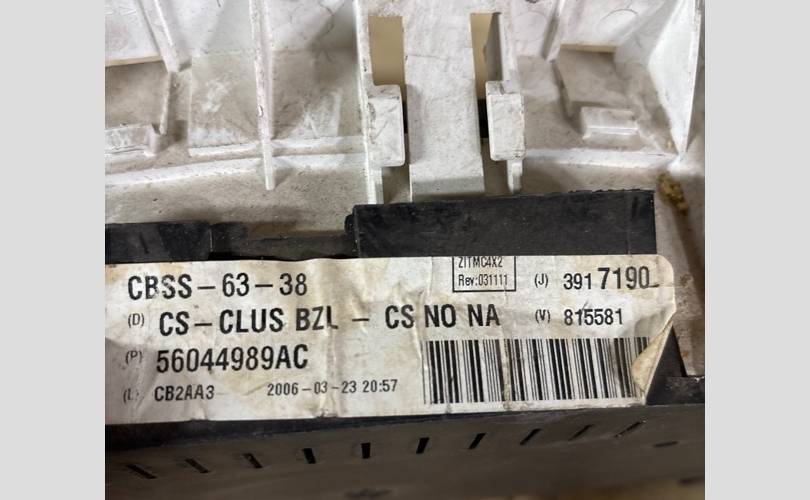 ZITMC4X2
Rev:031111
CBSS-63-38
(J) 3917190
(D) CS-CLUS BZL - CS NO NA
(V) 815581
(P) 56044989AC
(L) CB2AA3
2006-03-23 20:57